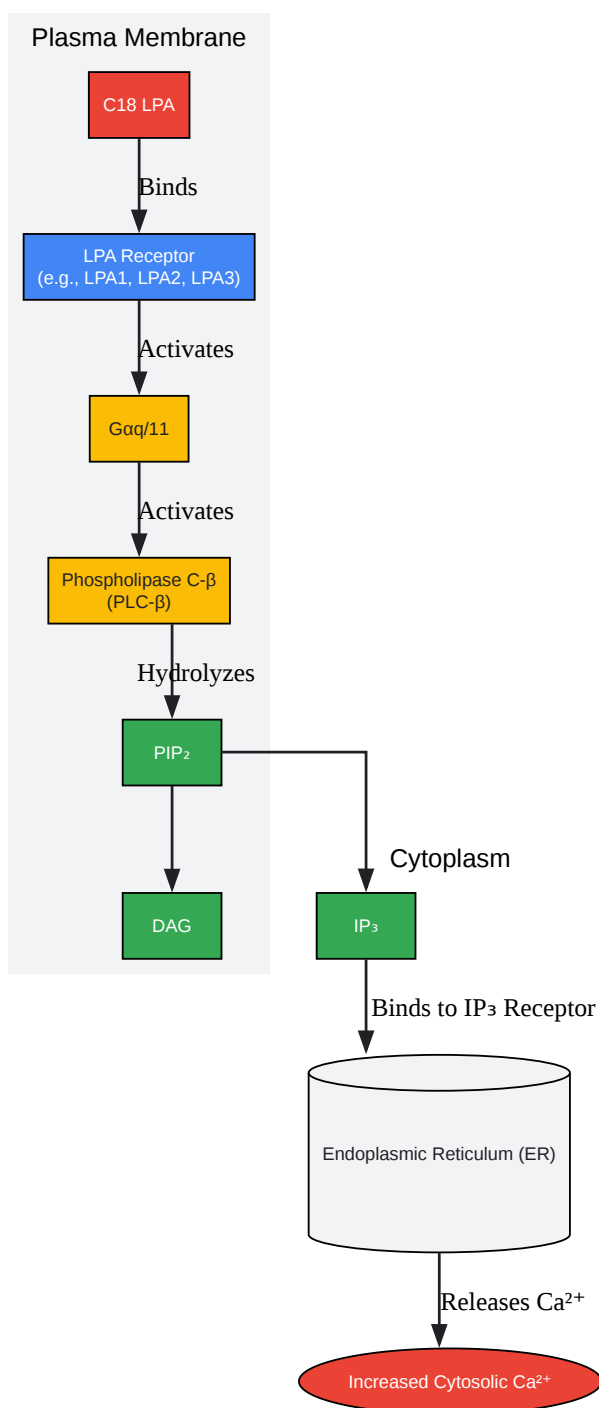 Plasma Membrane
C18 LPA
Binds
LPA Receptor
(e.g., LPA1, LPA2, LPA3)
Activates
Gαq/11
Activates
Phospholipase C-β
(PLC-β)
Hydrolyzes
PIP₂
Cytoplasm
DAG
IP₃
Binds to IP₃ Receptor
Endoplasmic Reticulum (ER)
Releases Ca²⁺
Increased Cytosolic Ca²⁺